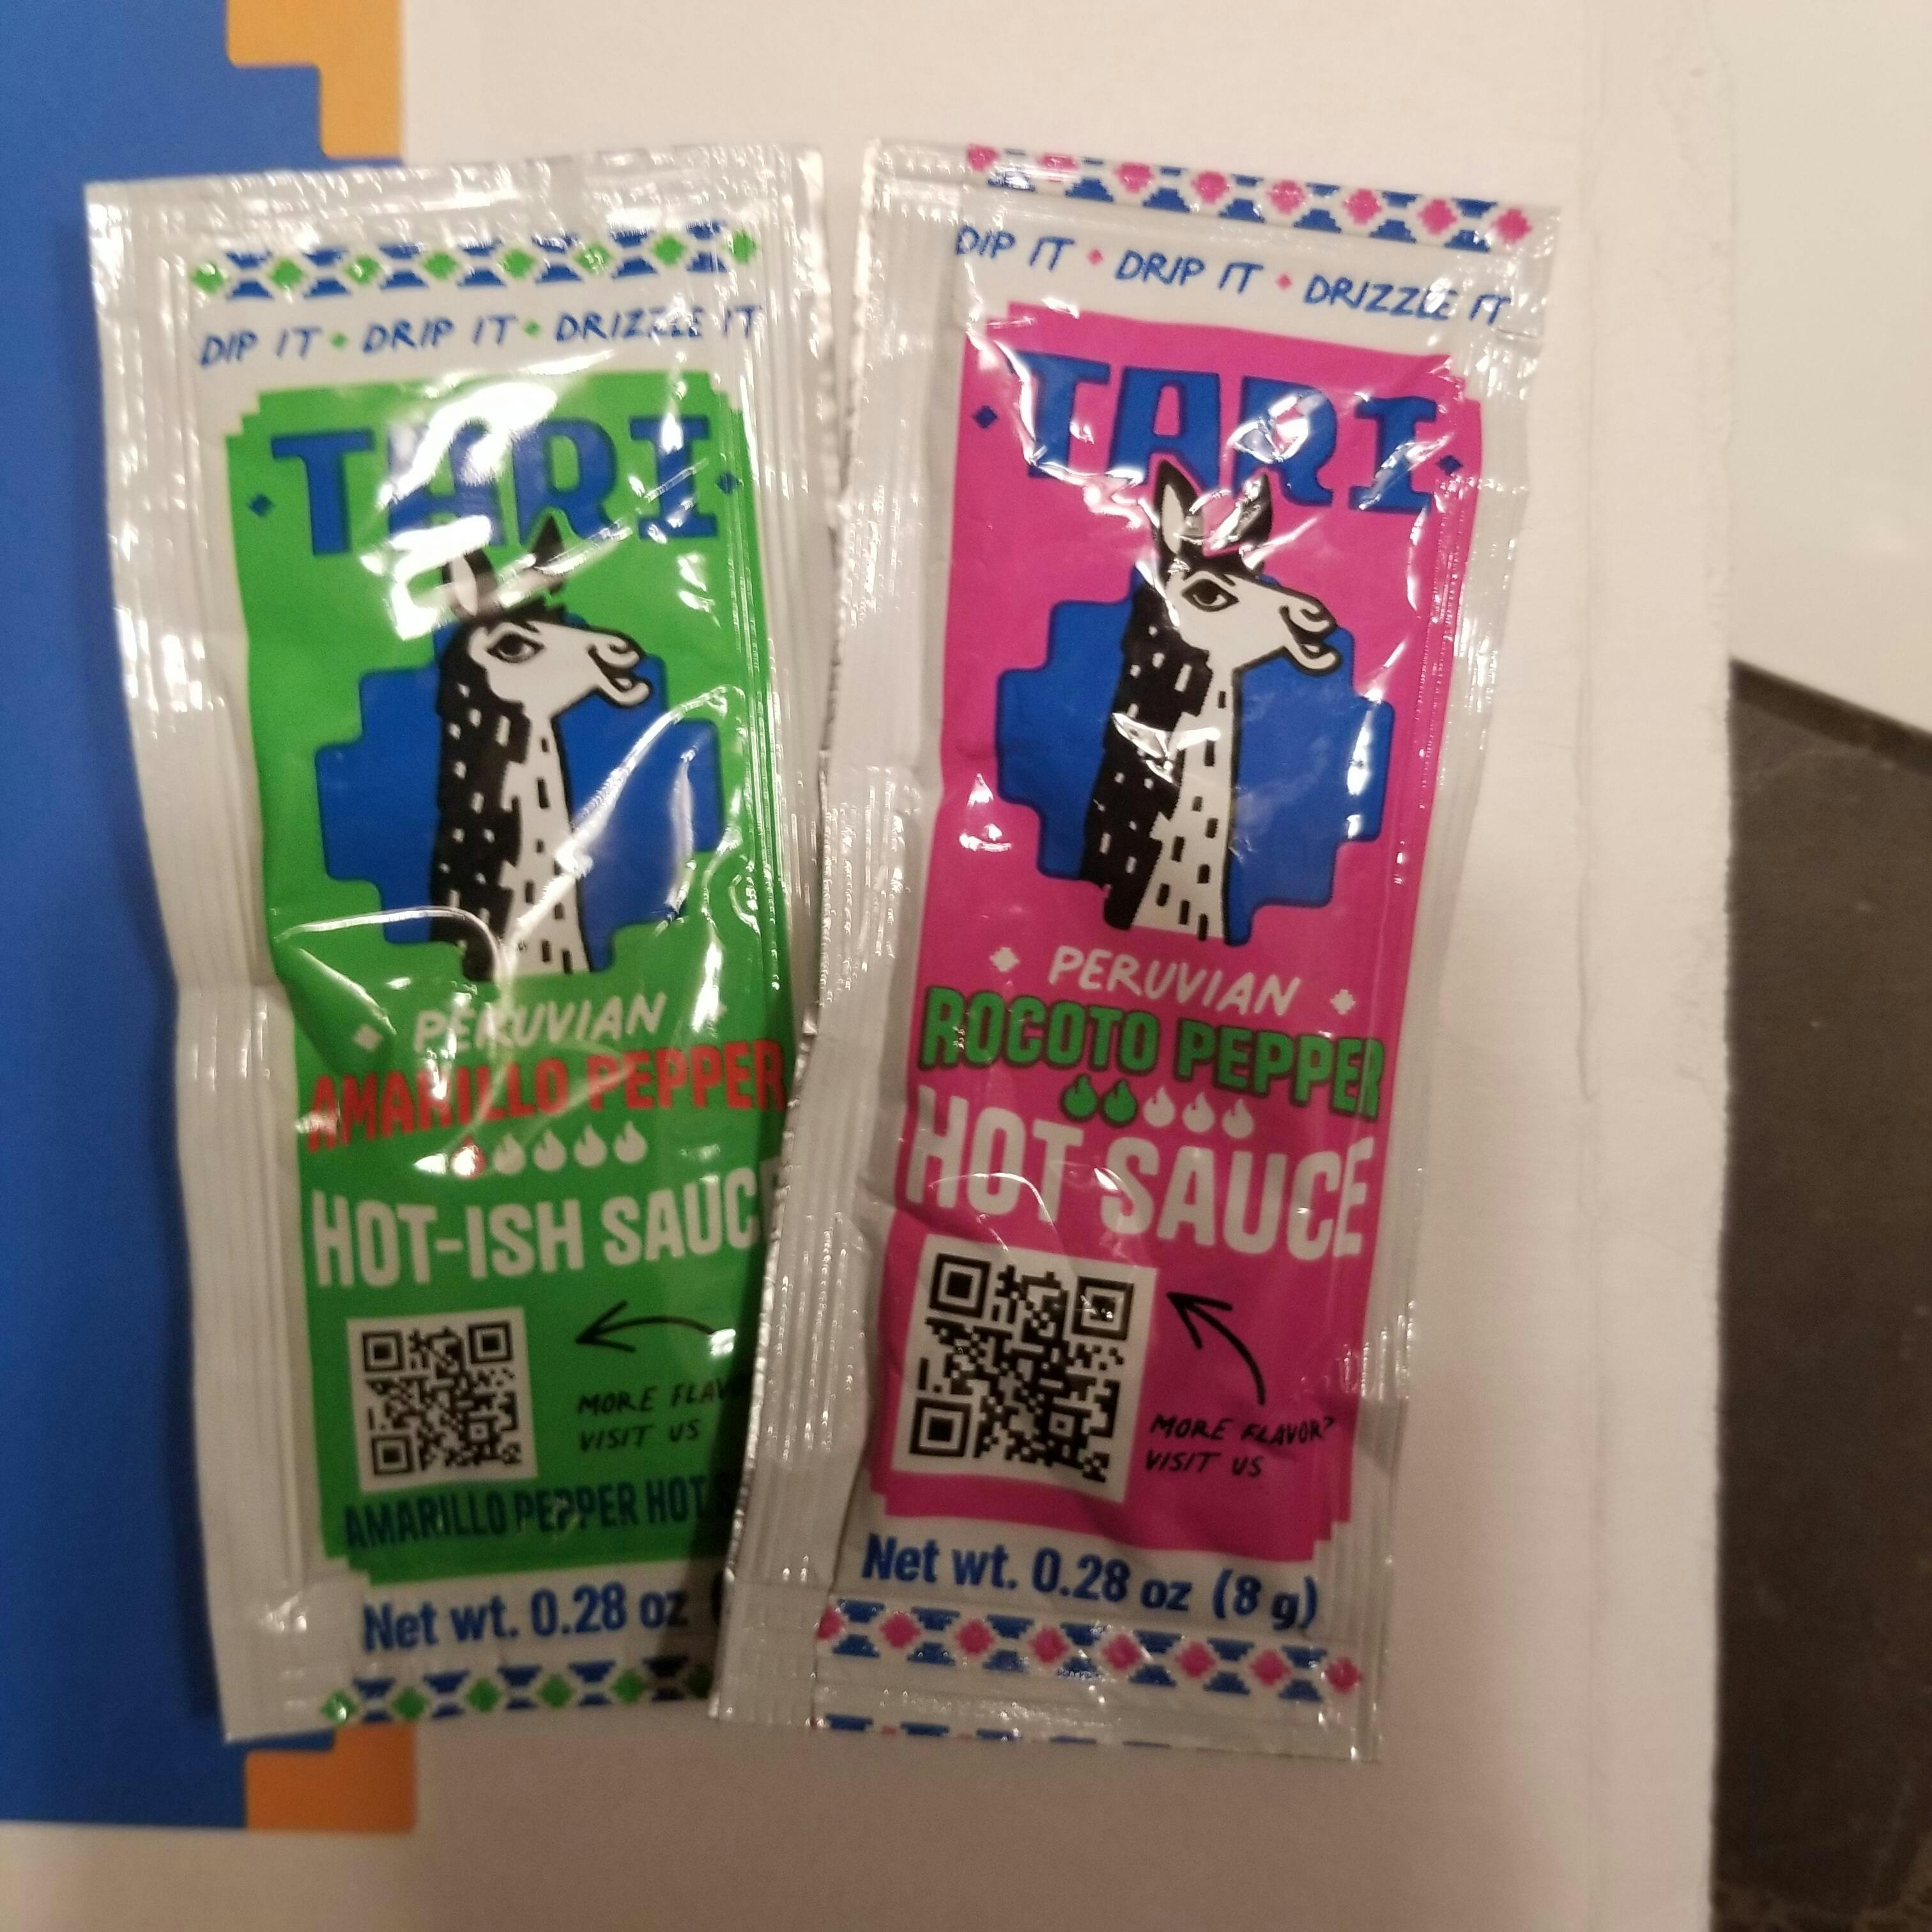 DIP IT • DRIP IT • DRIZZLE IT
TARI
PERUVIAN
AMARILLO PEPPER
HOT-ISH SAUCE
MORE FLAV
VISIT US
AMARILLO PEPPER HOT
Net wt. 0.28 oz
DIP IT • DRIP IT • DRIZZLE IT
TARI
PERUVIAN
ROCOTO PEPPER
HOT SAUCE
MORE FLAVOR?
VISIT US
Net wt. 0.28 oz (8 g)